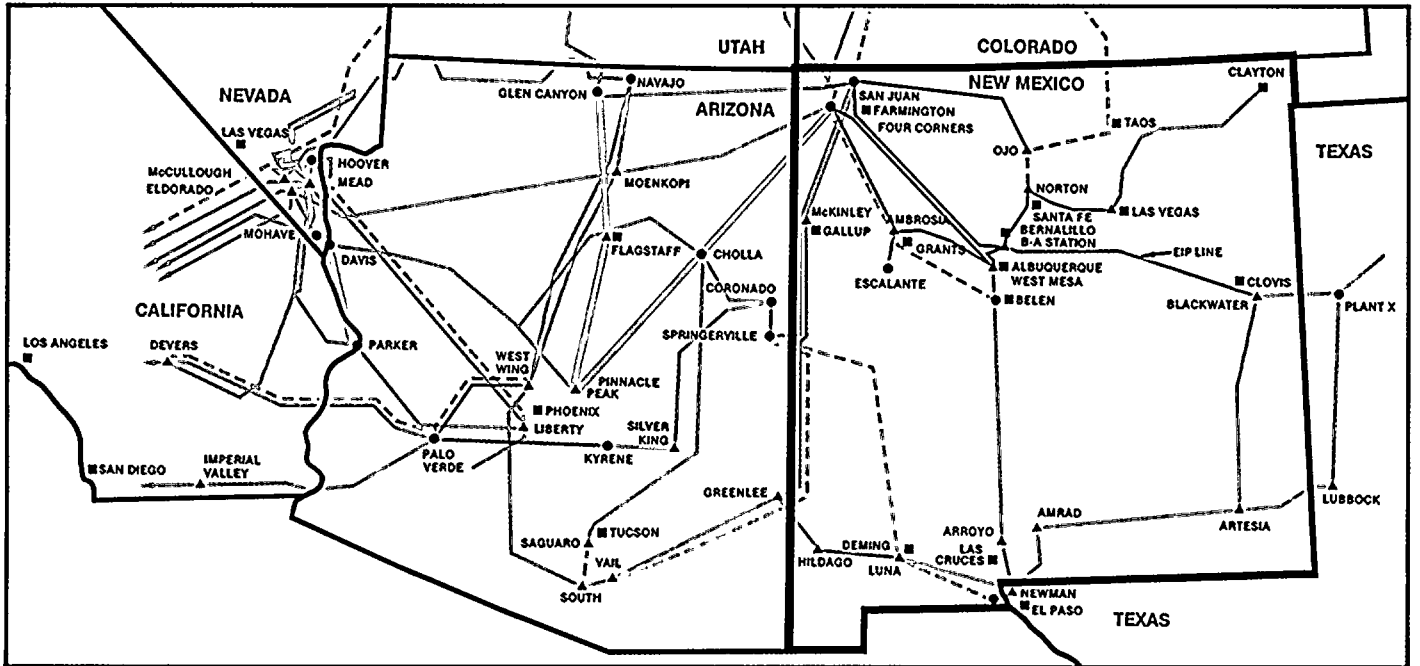 UTAH
COLORADO
NAVAJO
NEW MEXICO
CLAYTON
GLEN CANYON
ARIZONA
SAN JUAN
FARMINGTON
FOUR CORNERS
NEVADA
LAS VEGAS
TAOS
OJO
TEXAS
HOOVER
McCULLOUGH
MEAD
ELDORADO
MOENKOPI
NORTON
McKINLEY
AMBROSIA
SANTA FE
LAS VEGAS
GALLUP
BERNALILLO
MOHAVE
FLAGSTAFF
GRANTS
B-A STATION
DAVIS
CHOLLA
EIP LINE
ESCALANTE
ALBUQUERQUE
WEST MESA
CLOVIS
CORONADO
BELEN
BLACKWATER
PLANT X
CALIFORNIA
SPRINGERVILLE
LOS ANGELES
DEVERS
PARKER
WEST
WING
PINNACLE
PEAK
PHOENIX
LIBERTY
SILVER
KING
PALO
VERDE
KYRENE
SAN DIEGO
IMPERIAL
VALLEY
GREENLEE
LUBBOCK
AMRAD
ARTESIA
TUCSON
SAGUARO
ARROYO
LAS
CRUCES
DEMING
VAIL
HILDAGO
LUNA
SOUTH
NEWMAN
EL PASO
TEXAS